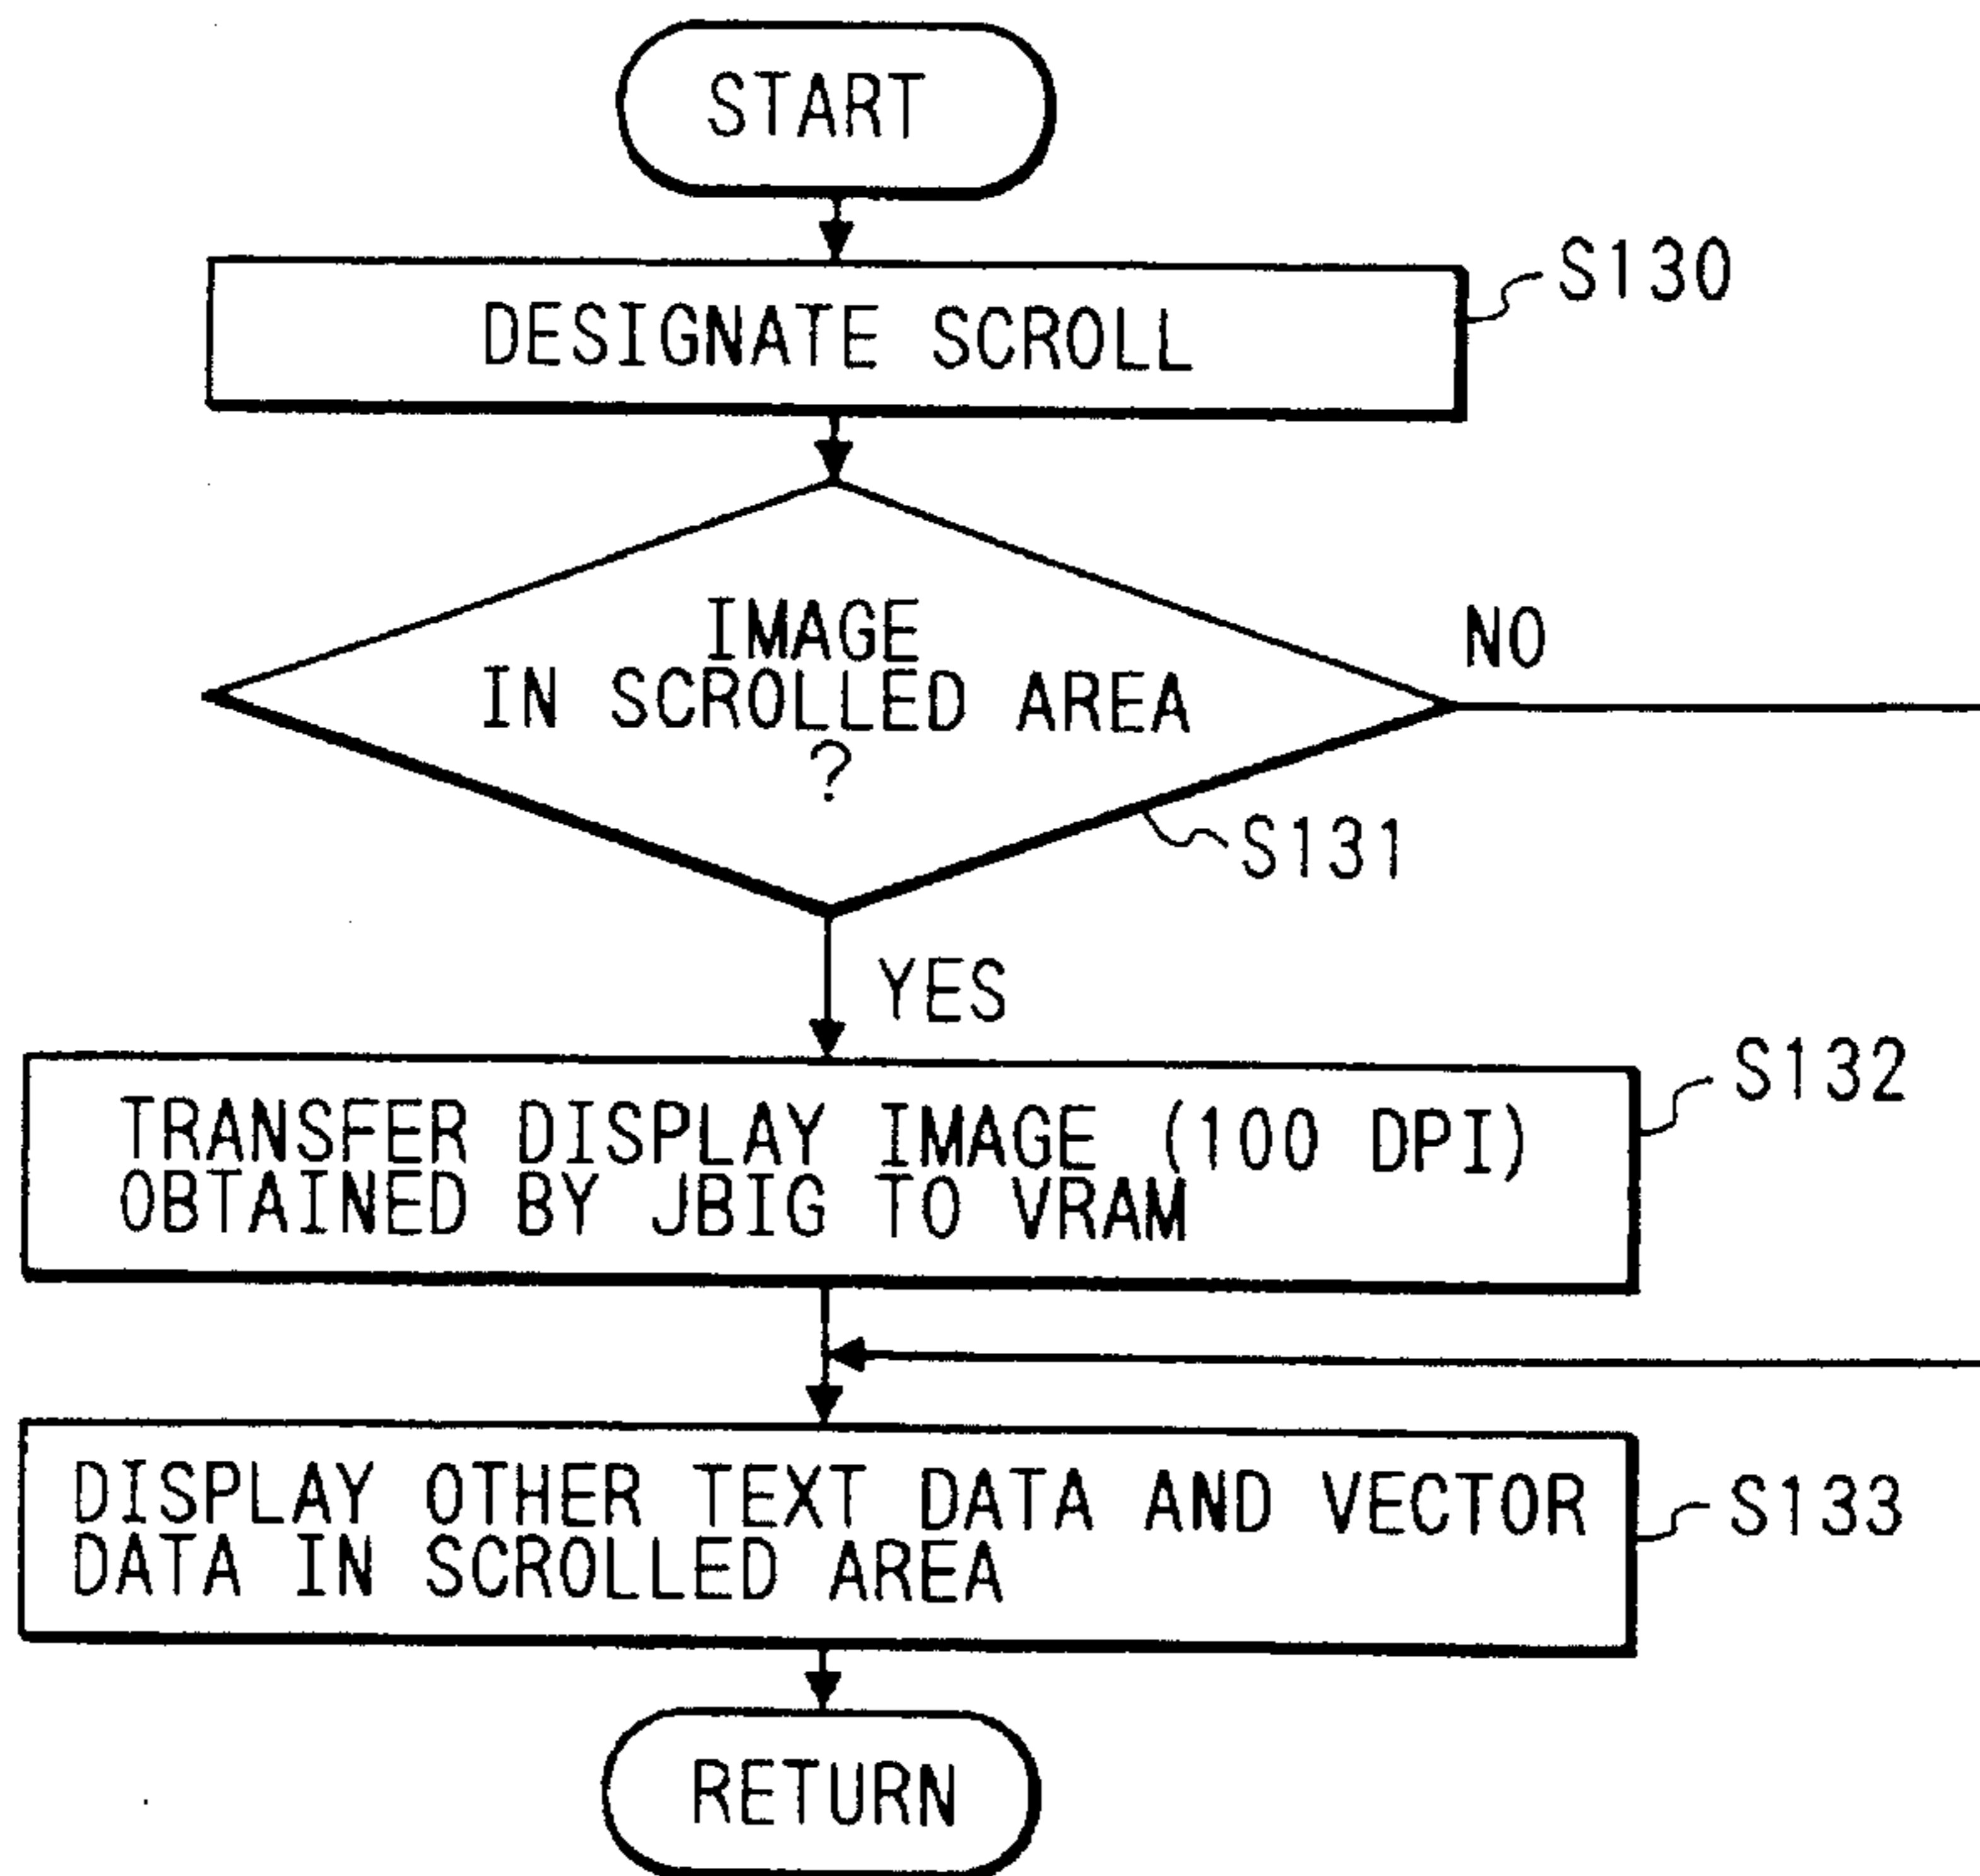 START
DESIGNATE SCROLL
S130
IMAGE
IN SCROLLED AREA
?
NO
S131
YES
TRANSFER DISPLAY IMAGE (100 DPI)
OBTAINED BY JBIG TO VRAM
S132
DISPLAY OTHER TEXT DATA AND VECTOR
DATA IN SCROLLED AREA
S133
RETURN